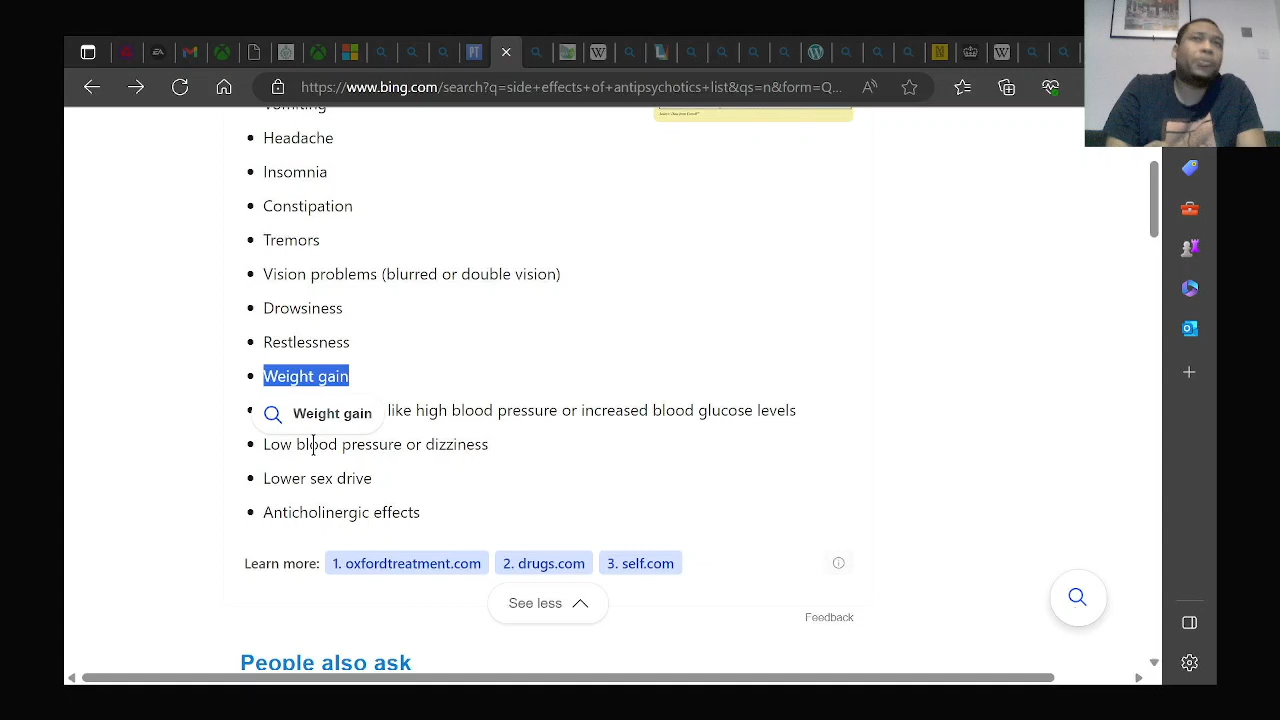 https://www.bing.com/search?q=side+effects+of+antipsychotics+list&qs=n&form=Q...
Vomiting
Headache
Insomnia
Constipation
Tremors
Vision problems (blurred or double vision)
Drowsiness
Restlessness
Weight gain
Weight gain
like high blood pressure or increased blood glucose levels
Low blood pressure or dizziness
Lower sex drive
Anticholinergic effects
Learn more: 1. oxfordtreatment.com 2. drugs.com 3. self.com
See less
Feedback
People also ask